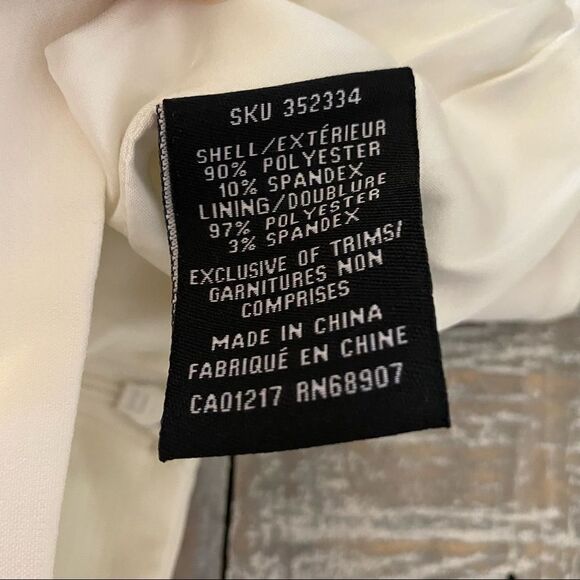 SKU 352334
SHELL/EXTÉRIEUR
90% POLYESTER
10% SPANDEX
LINING/DOUBLURE
97% POLYESTER
3% SPANDEX
EXCLUSIVE OF TRIMS/
GARNITURES NON
COMPRISES
MADE IN CHINA
FABRIQUÉ EN CHINE
CA01217 RN68907